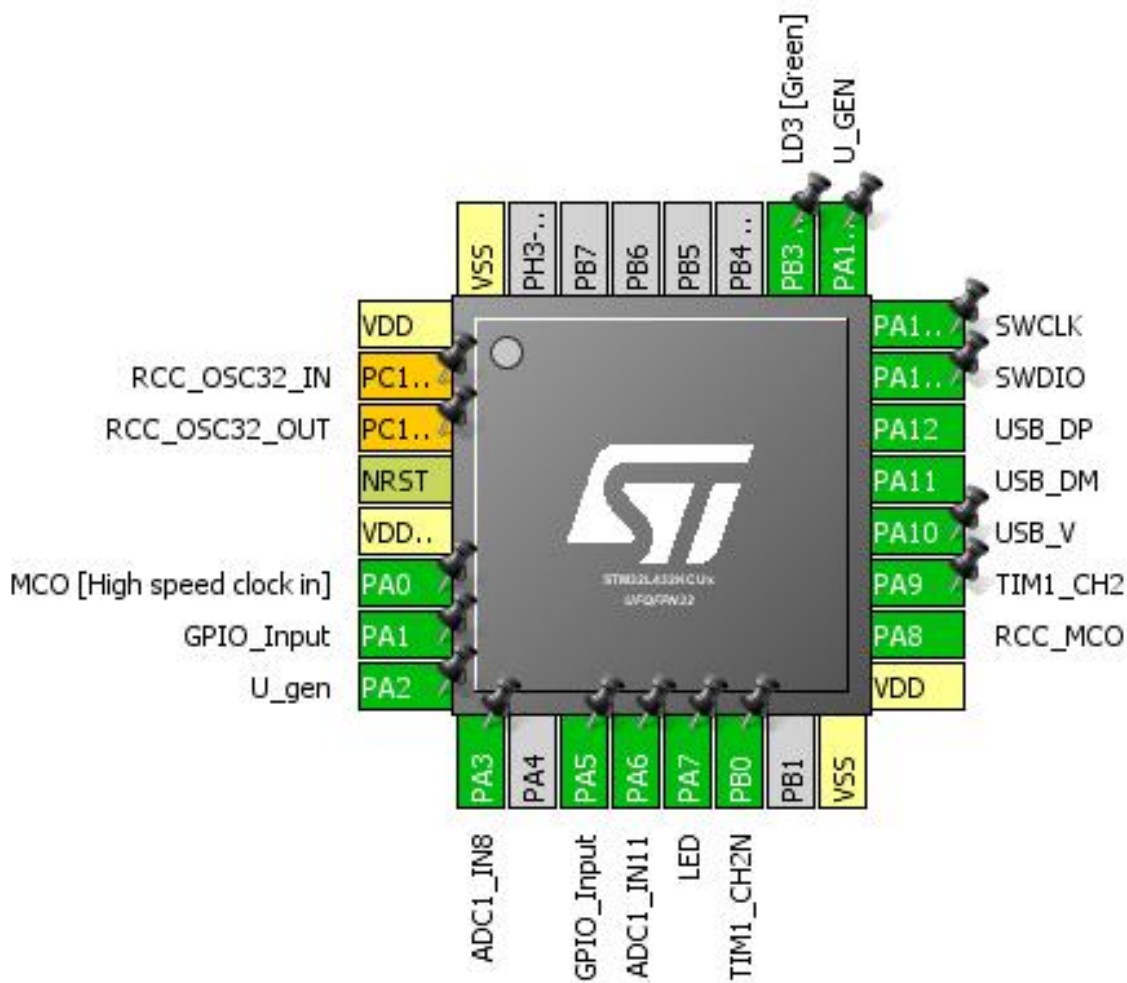 LD3 [Green]
U_GEN
VSS
PH3-..
PB7
PB6
PB5
PB4 ..
PB3 ..
PA1..
VDD
PA1..
SWCLK
RCC_OSC32_IN
PC1..
PA1..
SWDIO
RCC_OSC32_OUT
PC1..
PA12
USB_DP
NRST
PA11
USB_DM
VDD..
PA10
USB_V
MCO [High speed clock in]
PA0
PA9
TIM1_CH2
GPIO_Input
PA1
PA8
RCC_MCO
U_gen
PA2
VDD
STM32L432KCUx
UFQFPN32
PA3
PA4
PA5
PA6
PA7
PB0
PB1
VSS
ADC1_IN8
GPIO_Input
ADC1_IN11
LED
TIM1_CH2N